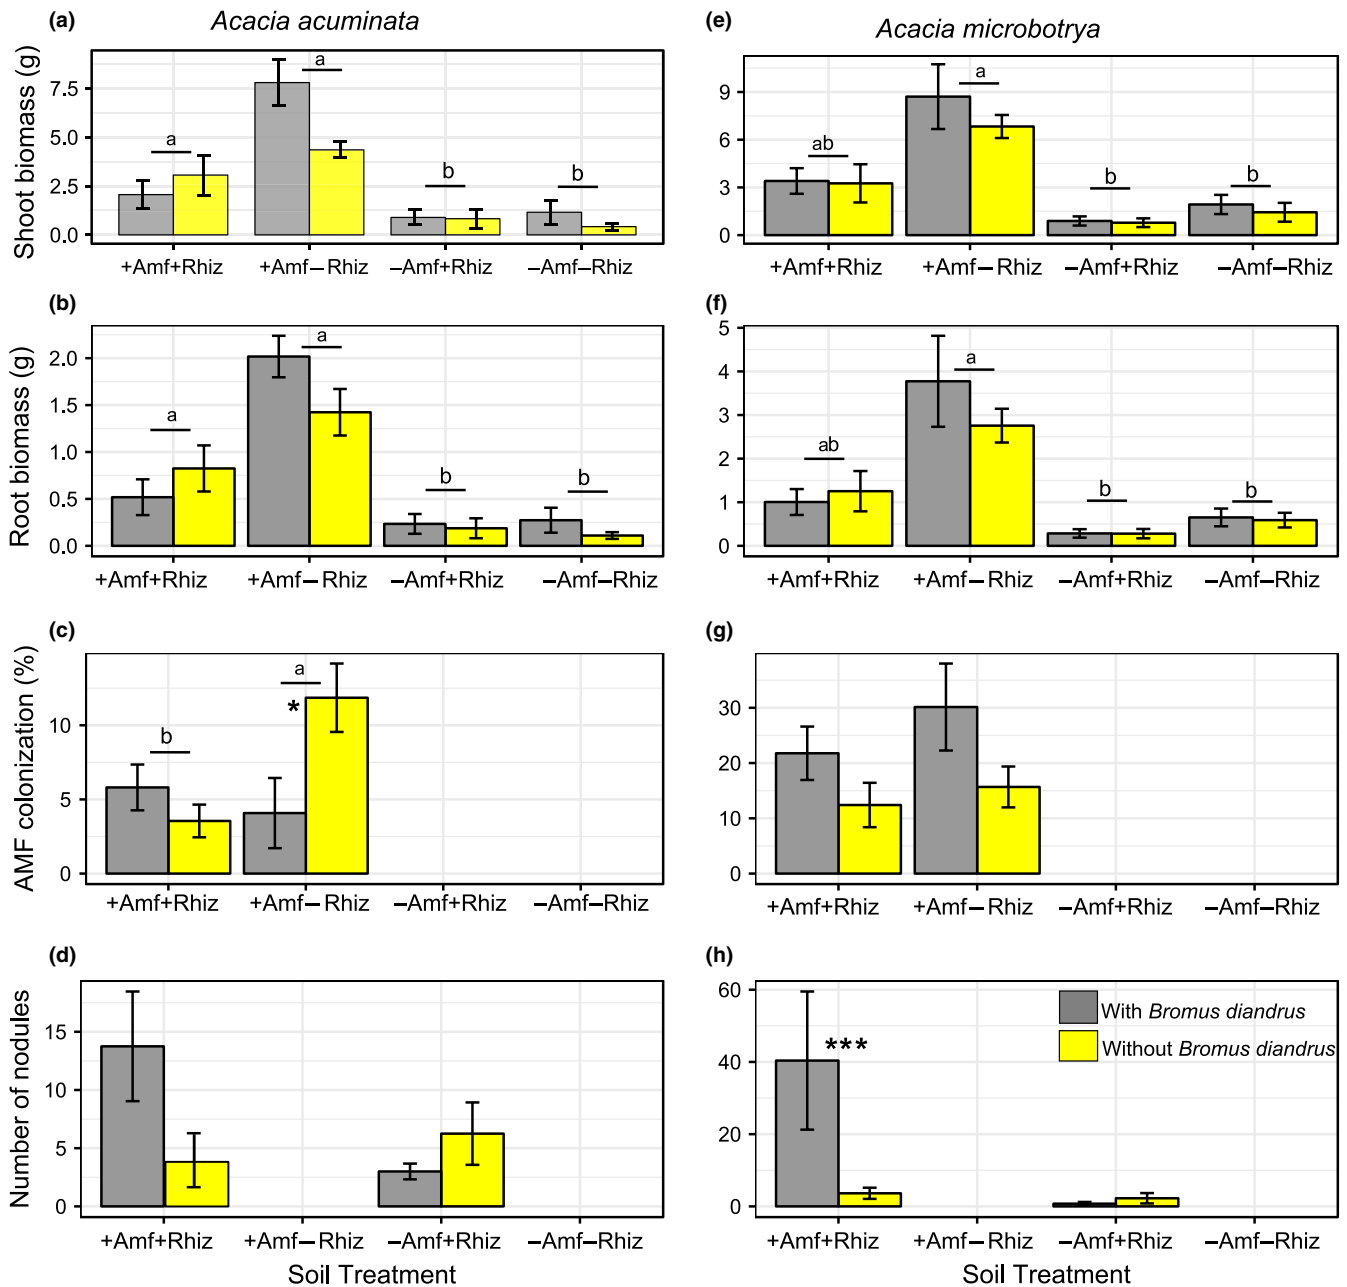 (a)
Acacia acuminata
Shoot biomass (g)
7.5
5.0
2.5
0.0
a
a
b
b
+Amf+Rhiz +Amf−Rhiz −Amf+Rhiz −Amf−Rhiz
(b)
Root biomass (g)
2.0
1.5
1.0
0.5
0.0
a
a
b
b
+Amf+Rhiz +Amf−Rhiz −Amf+Rhiz −Amf−Rhiz
(c)
AMF colonization (%)
10
5
0
b
a
*
+Amf+Rhiz +Amf−Rhiz −Amf+Rhiz −Amf−Rhiz
(d)
Number of nodules
15
10
5
0
+Amf+Rhiz +Amf−Rhiz −Amf+Rhiz −Amf−Rhiz
Soil Treatment
(e)
Acacia microbotrya
9
6
3
0
ab
a
b
b
+Amf+Rhiz +Amf−Rhiz −Amf+Rhiz −Amf−Rhiz
(f)
5
4
3
2
1
0
ab
a
b
b
+Amf+Rhiz +Amf−Rhiz −Amf+Rhiz −Amf−Rhiz
(g)
30
20
10
0
+Amf+Rhiz +Amf−Rhiz −Amf+Rhiz −Amf−Rhiz
(h)
60
40
20
0
***
With Bromus diandrus
Without Bromus diandrus
+Amf+Rhiz +Amf−Rhiz −Amf+Rhiz −Amf−Rhiz
Soil Treatment